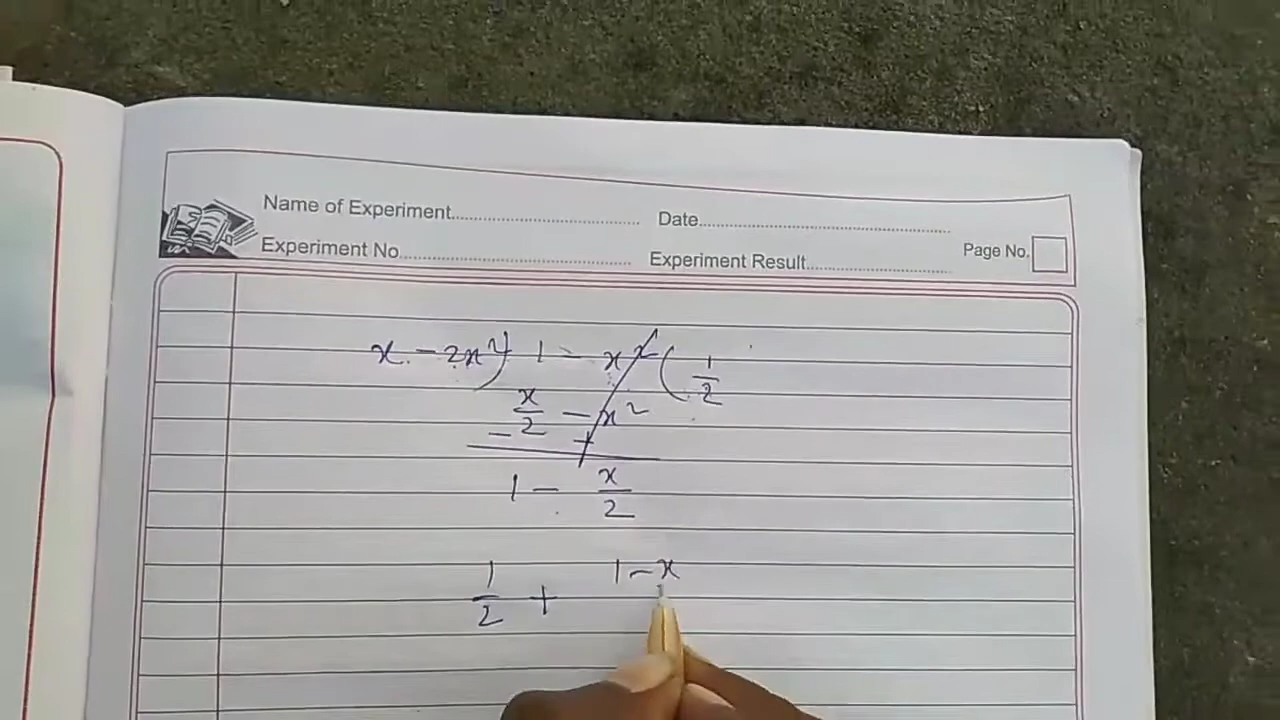 Name of Experiment.......................................... Date..........................................................
Experiment No..................................................... Experiment Result................................... Page No.
x - 2x²) 1 - x² ( 1/2
x/2 - x²
- +
1 - x/2
1/2 + 1-x